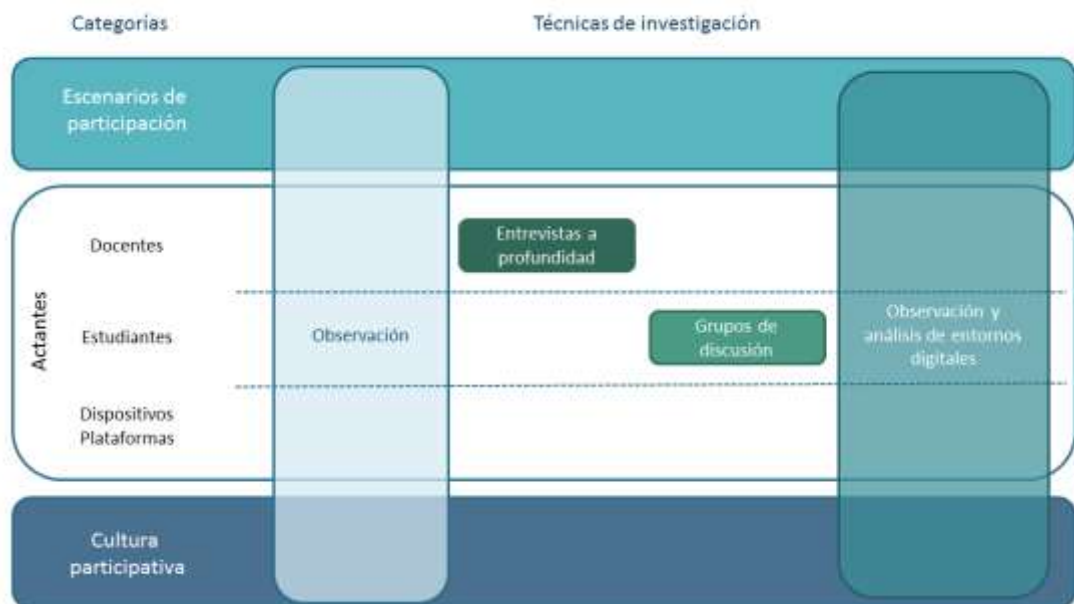 Categorías
Técnicas de investigación
Escenarios de
participación
Actantes
Docentes
Entrevistas a
profundidad
Estudiantes
Observación
Grupos de
discusión
Observación y
análisis de entornos
digitales
Dispositivos
Plataformas
Cultura
participativa